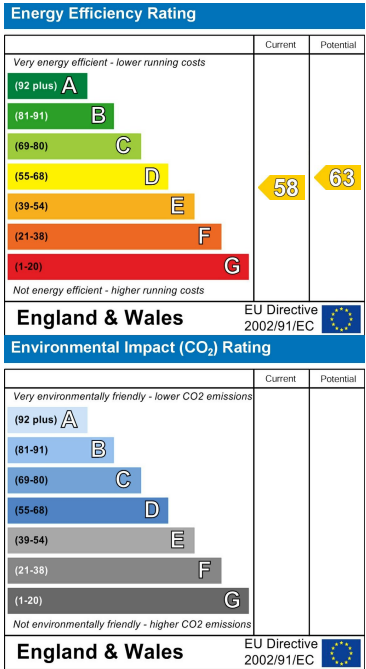 Energy Efficiency Rating
Current Potential
Very energy efficient - lower running costs
(92 plus) A
(81-91) B
(69-80) C
(55-68) D
(39-54) E
(21-38) F
(1-20) G
58 63
Not energy efficient - higher running costs
England & Wales
EU Directive
2002/91/EC
Environmental Impact (CO₂) Rating
Current Potential
Very environmentally friendly - lower CO2 emissions
(92 plus) A
(81-91) B
(69-80) C
(55-68) D
(39-54) E
(21-38) F
(1-20) G
Not environmentally friendly - higher CO2 emissions
England & Wales
EU Directive
2002/91/EC